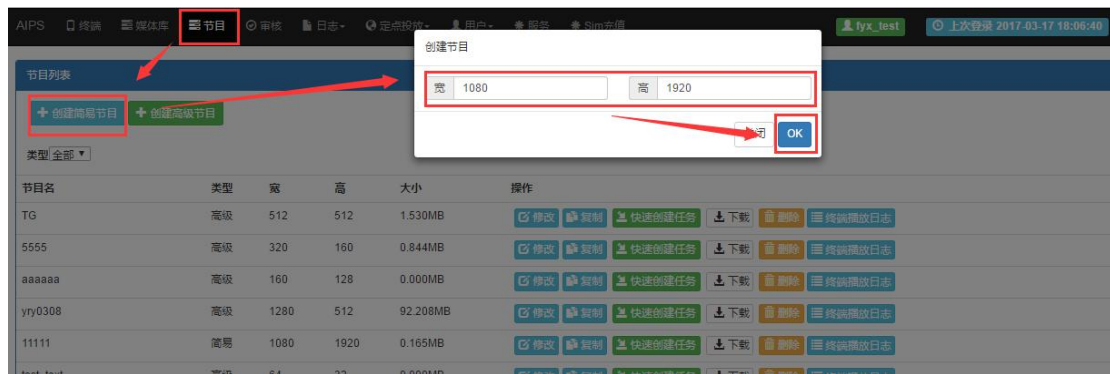 AIPS 终端 媒体库 节目 审核 日志 定点投放 用户 服务 Sim充值 fyx_test 上次登录 2017-03-17 18:06:40
创建节目
节目列表
宽 1080 高 1920
创建简易节目 创建高级节目
闭 OK
类型 全部
节目名 类型 宽 高 大小 操作
TG 高级 512 512 1.530MB 修改 复制 快速创建任务 下载 删除 终端播放日志
5555 高级 320 160 0.844MB 修改 复制 快速创建任务 下载 删除 终端播放日志
aaaaaa 高级 160 128 0.000MB 修改 复制 快速创建任务 下载 删除 终端播放日志
yry0308 高级 1280 512 92.208MB 修改 复制 快速创建任务 下载 删除 终端播放日志
11111 简易 1080 1920 0.165MB 修改 复制 快速创建任务 下载 删除 终端播放日志